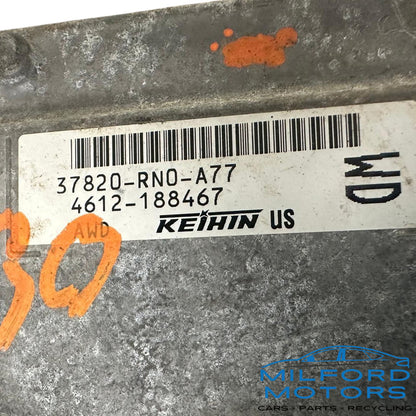 37820-RN0-A77
4612-188467
AWD KEIHIN US
WD
30
MILFORD
MOTORS
CARS - PARTS - RECYCLING